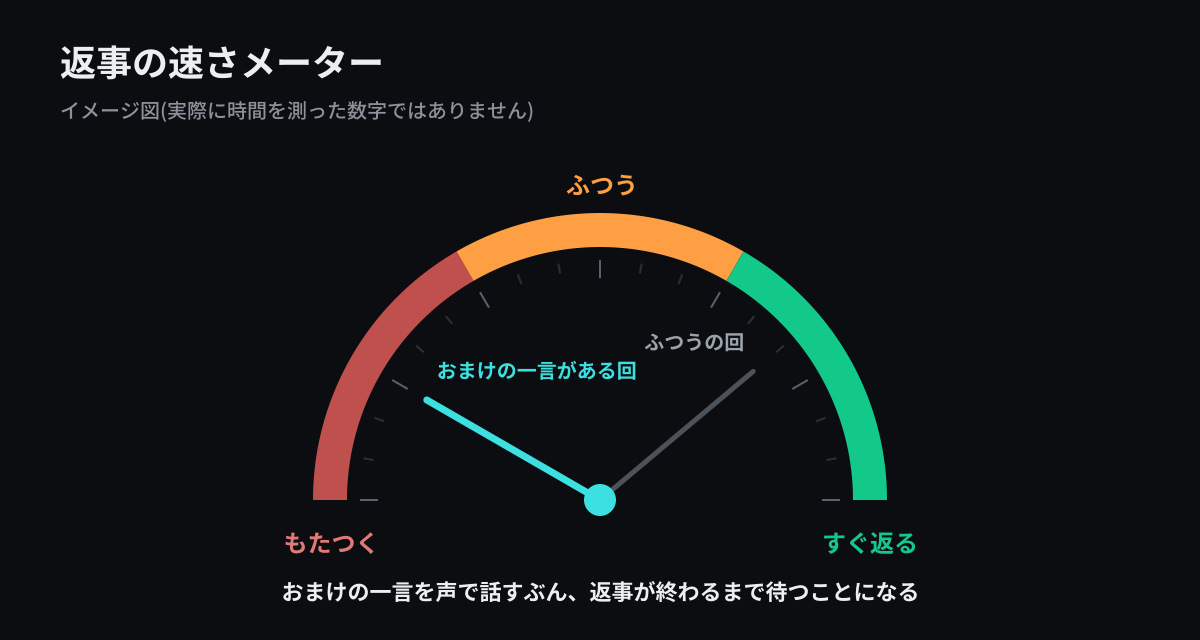 返事の速さメーター
イメージ図(実際に時間を測った数字ではありません)
ふつう
ふつうの回
おまけの一言がある回
もたつく
すぐ返る
おまけの一言を声で話すぶん、返事が終わるまで待つことになる